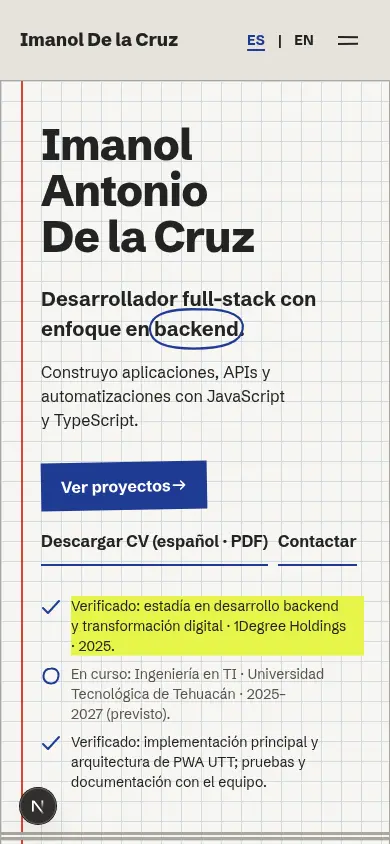 Imanol De la Cruz
ES | EN
Imanol
Antonio
De la Cruz
Desarrollador full-stack con
enfoque en backend.
Construyo aplicaciones, APIs y
automatizaciones con JavaScript
y TypeScript.
Ver proyectos→
Descargar CV (español · PDF) Contactar
Verificado: estadía en desarrollo backend
y transformación digital · 1Degree Holdings
· 2025.
En curso: Ingeniería en TI · Universidad
Tecnológica de Tehuacán · 2025–
2027 (previsto).
Verificado: implementación principal y
arquitectura de PWA UTT; pruebas y
documentación con el equipo.
N